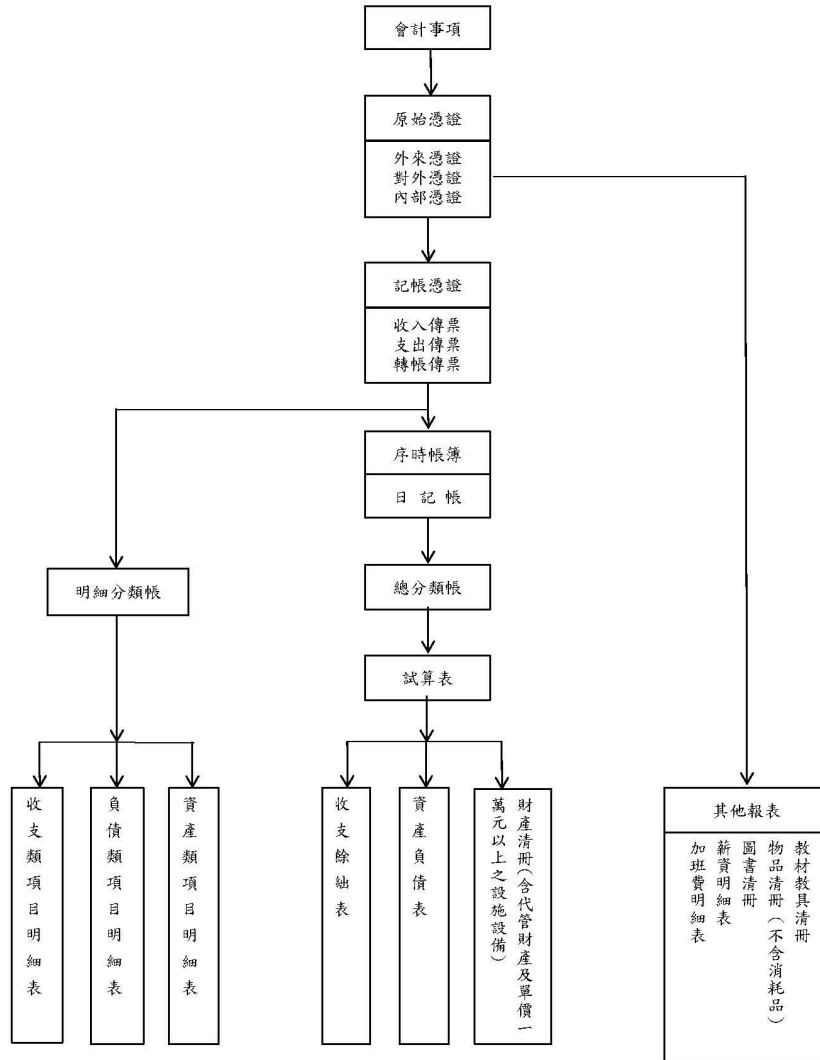 會計事項
原始憑證
外來憑證
對外憑證
內部憑證
記帳憑證
收入傳票
支出傳票
轉帳傳票
序時帳簿
日記帳
明細分類帳
總分類帳
試算表
收支類項目明細表
負債類項目明細表
資產類項目明細表
收支餘絀表
資產負債表
財產清冊(含代管財產及單價一
萬元以上之設施設備)
其他報表
教材教具清冊
物品清冊(不含消耗品)
圖書清冊
薪資明細表
加班費明細表